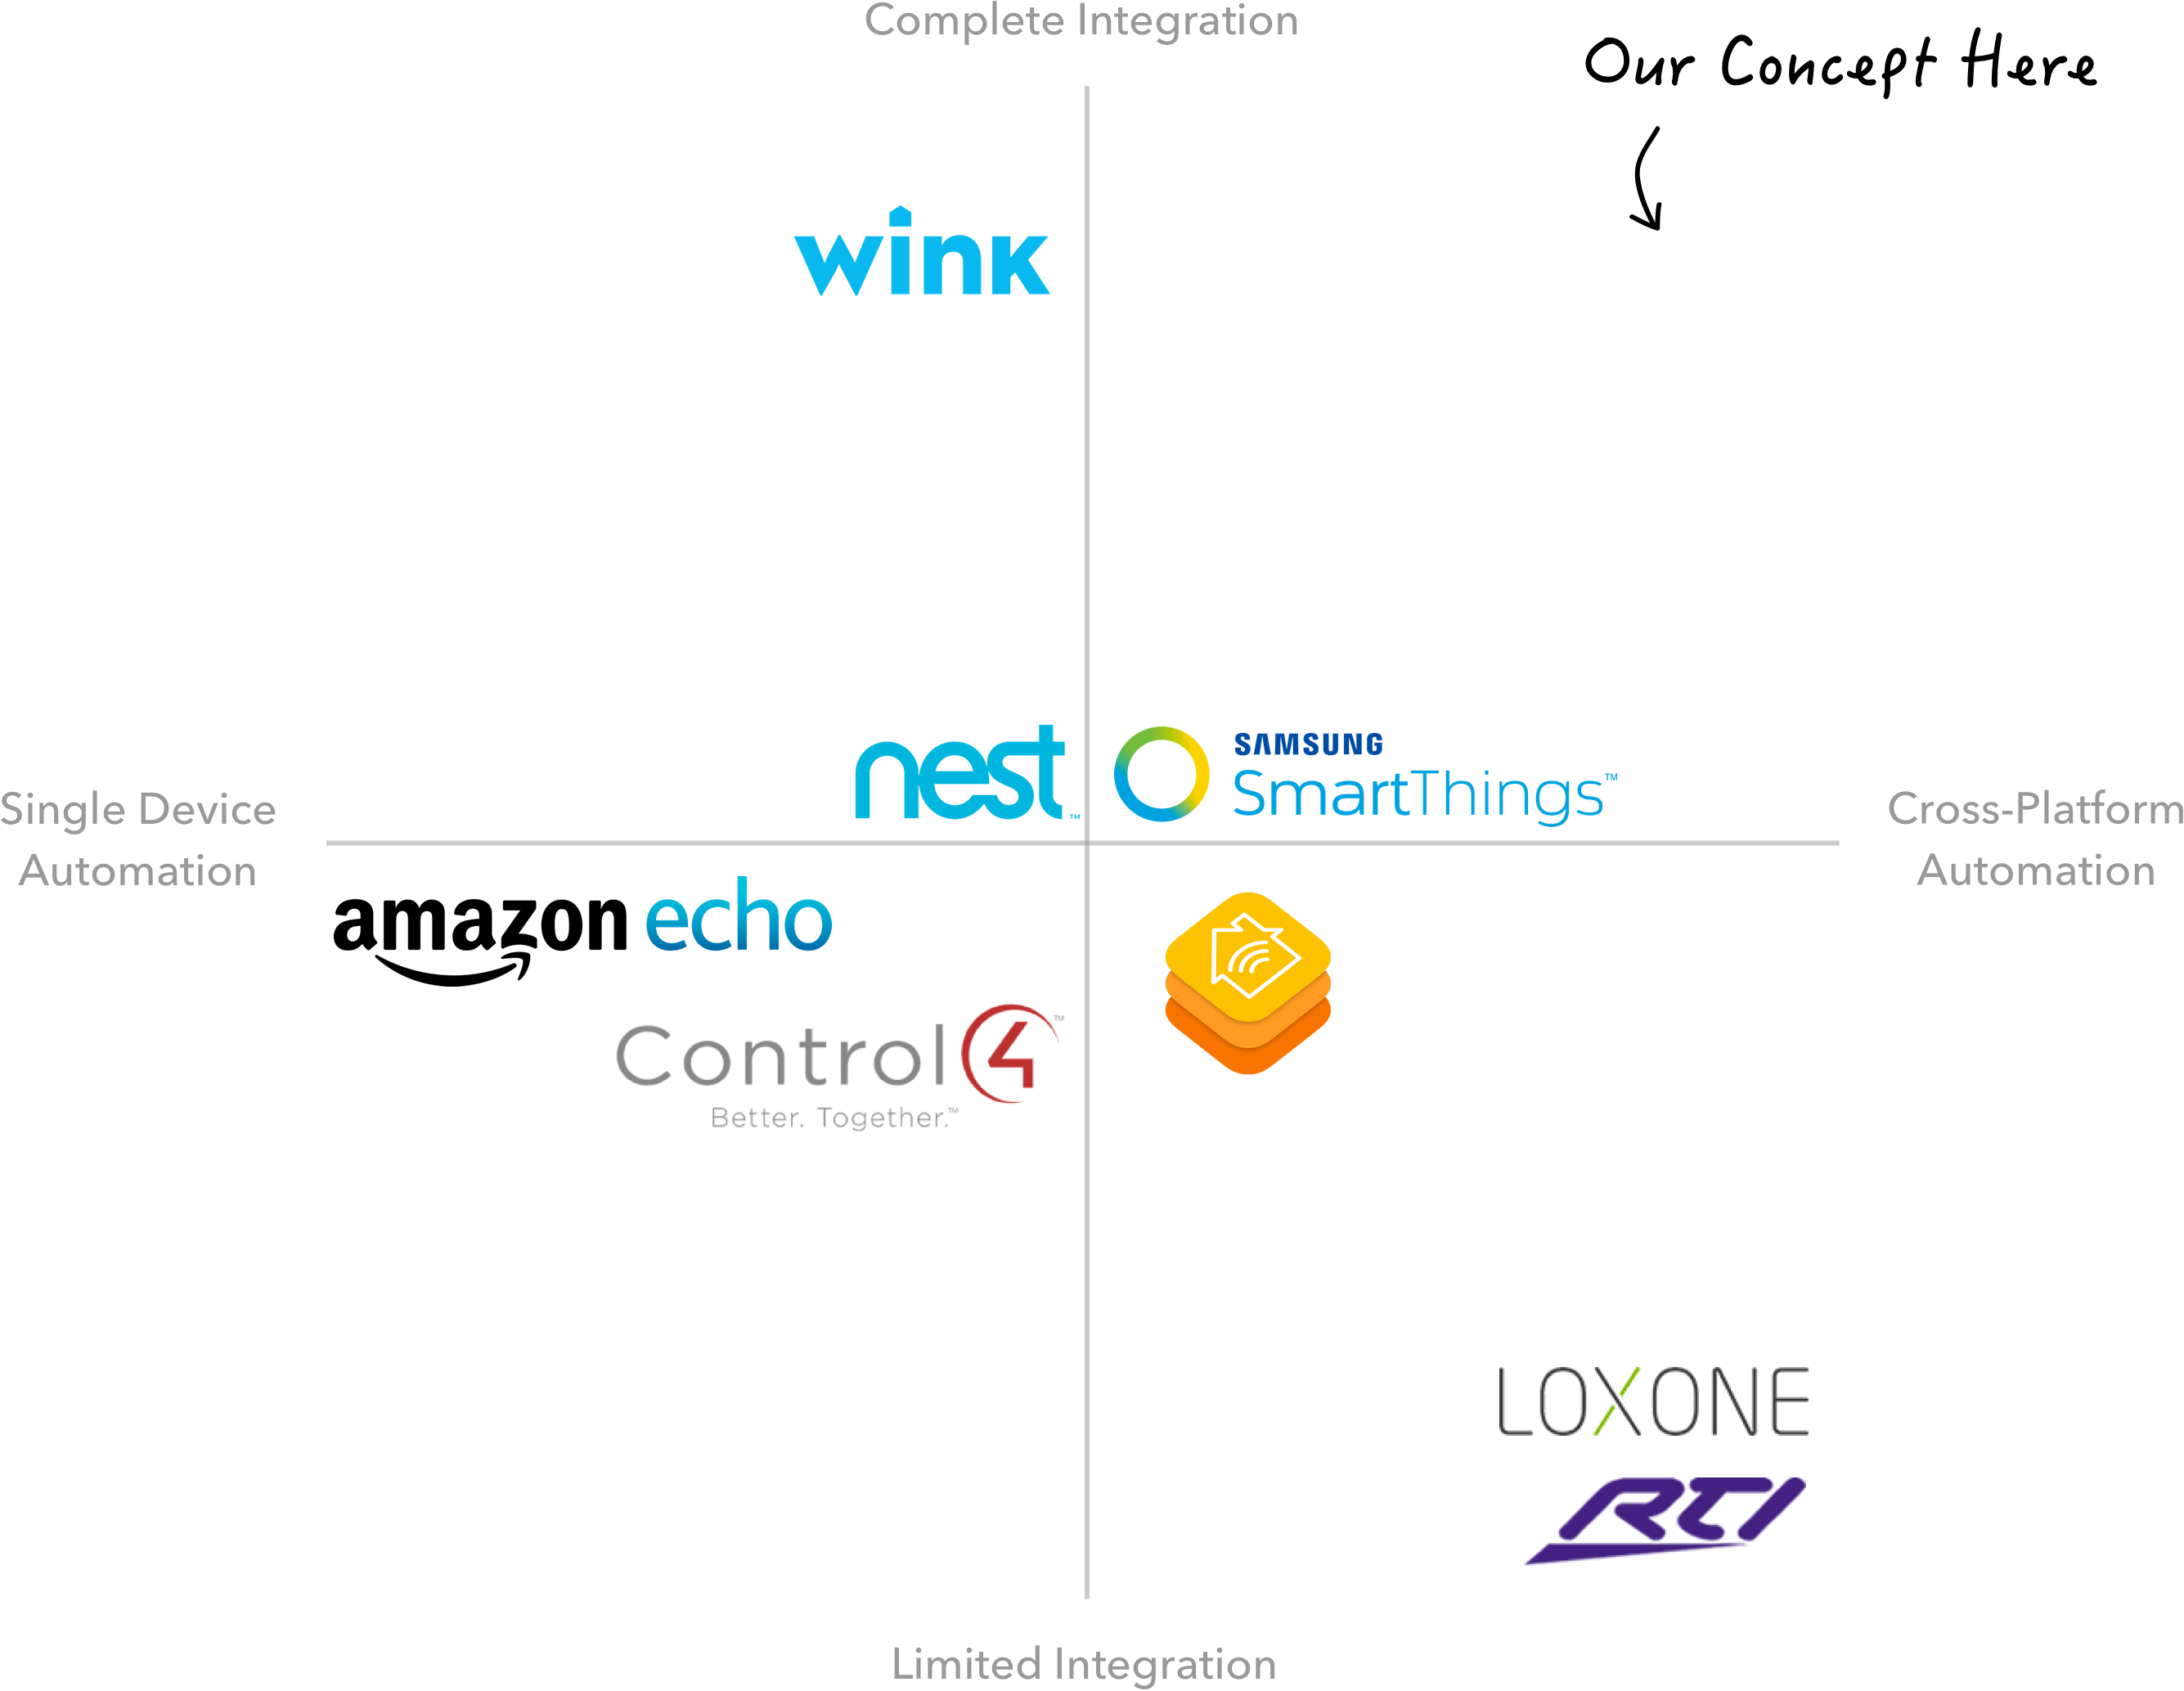 Complete Integration
Our Concept Here
wink
nest™
SAMSUNG
SmartThings™
Single Device
Automation
Cross-Platform
Automation
amazon echo
Control4™
Better. Together.™
LOXONE
RTI
Limited Integration